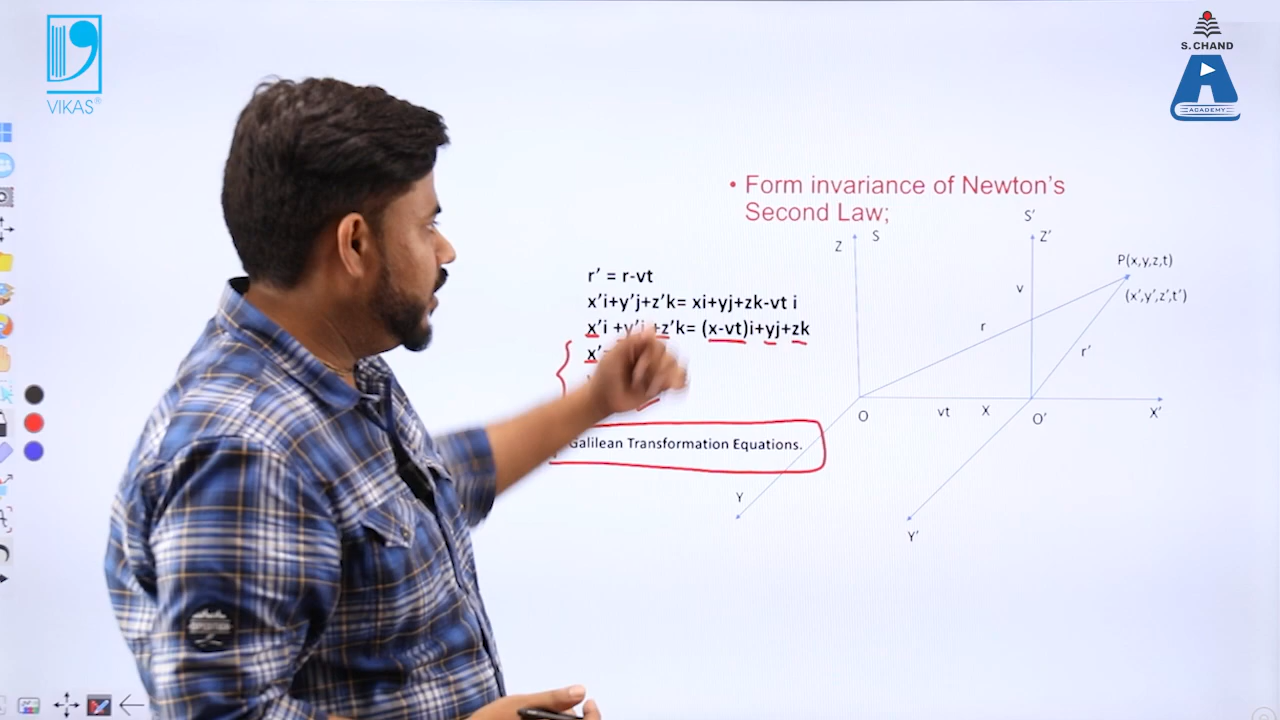 VIKAS®
S. CHAND
ACADEMY
• Form invariance of Newton's
Second Law;
r' = r-vt
x'i+y'j+z'k= xi+yj+zk-vt i
x'i +y'j +z'k= (x-vt)i+yj+zk
x'
Galilean Transformation Equations.
Z
S
S'
Z'
P(x,y,z,t)
(x',y',z',t')
v
r
r'
O
vt
X
O'
X'
Y
Y'